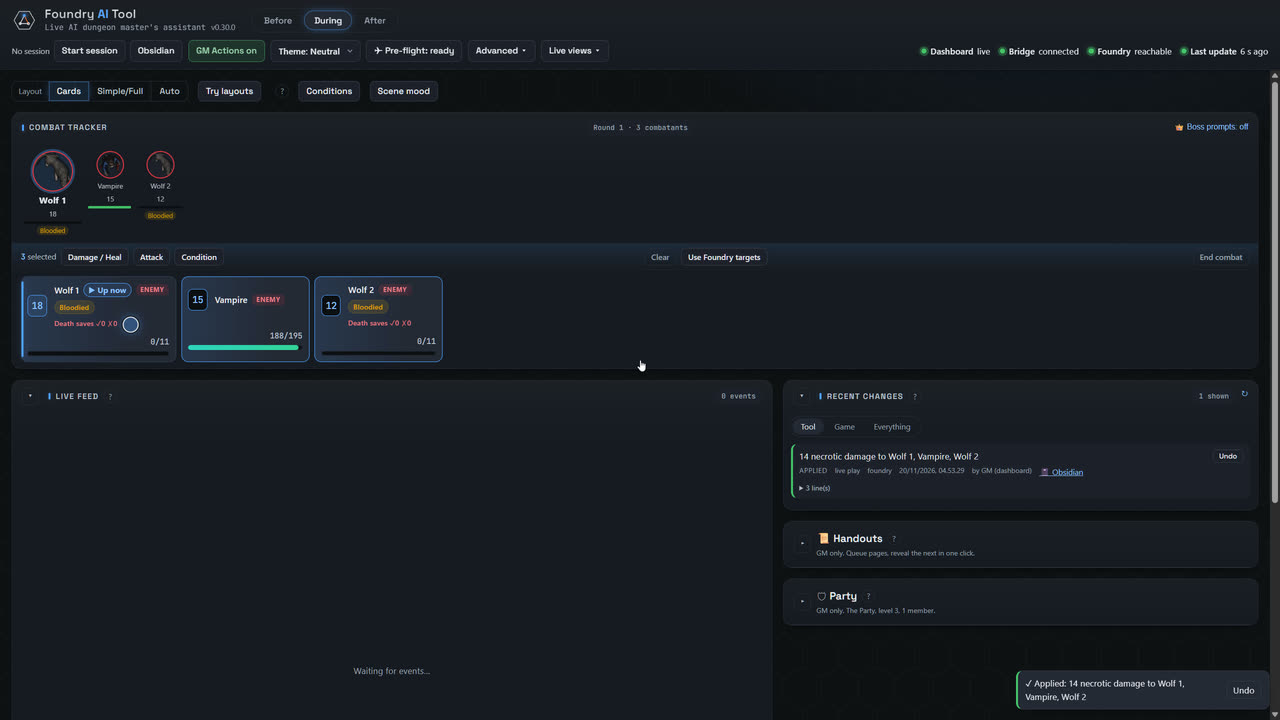 Foundry AI Tool
Live AI dungeon master's assistant v0.30.0
Before During After
No session Start session Obsidian GM Actions on Theme: Neutral Pre-flight: ready Advanced Live views
Dashboard live Bridge connected Foundry reachable Last update 6 s ago
Layout Cards Simple/Full Auto Try layouts ? Conditions Scene mood
COMBAT TRACKER Round 1 · 3 combatants Boss prompts: off
Wolf 1
18
Bloodied
Vampire
15
Wolf 2
12
Bloodied
3 selected Damage / Heal Attack Condition Clear Use Foundry targets End combat
18 Wolf 1 ▶ Up now ENEMY
Bloodied
Death saves ✓0 ✗0
0/11
15 Vampire ENEMY
188/195
12 Wolf 2 ENEMY
Bloodied
Death saves ✓0 ✗0
0/11
LIVE FEED ? 0 events
Waiting for events...
RECENT CHANGES ? 1 shown ↻
Tool Game Everything
14 necrotic damage to Wolf 1, Vampire, Wolf 2 Undo
APPLIED live play foundry 20/11/2026, 04.53.29 by GM (dashboard) Obsidian
▶ 3 line(s)
Handouts ?
GM only. Queue pages, reveal the next in one click.
Party ?
GM only. The Party, level 3, 1 member.
✓ Applied: 14 necrotic damage to Wolf 1,
Vampire, Wolf 2
Undo